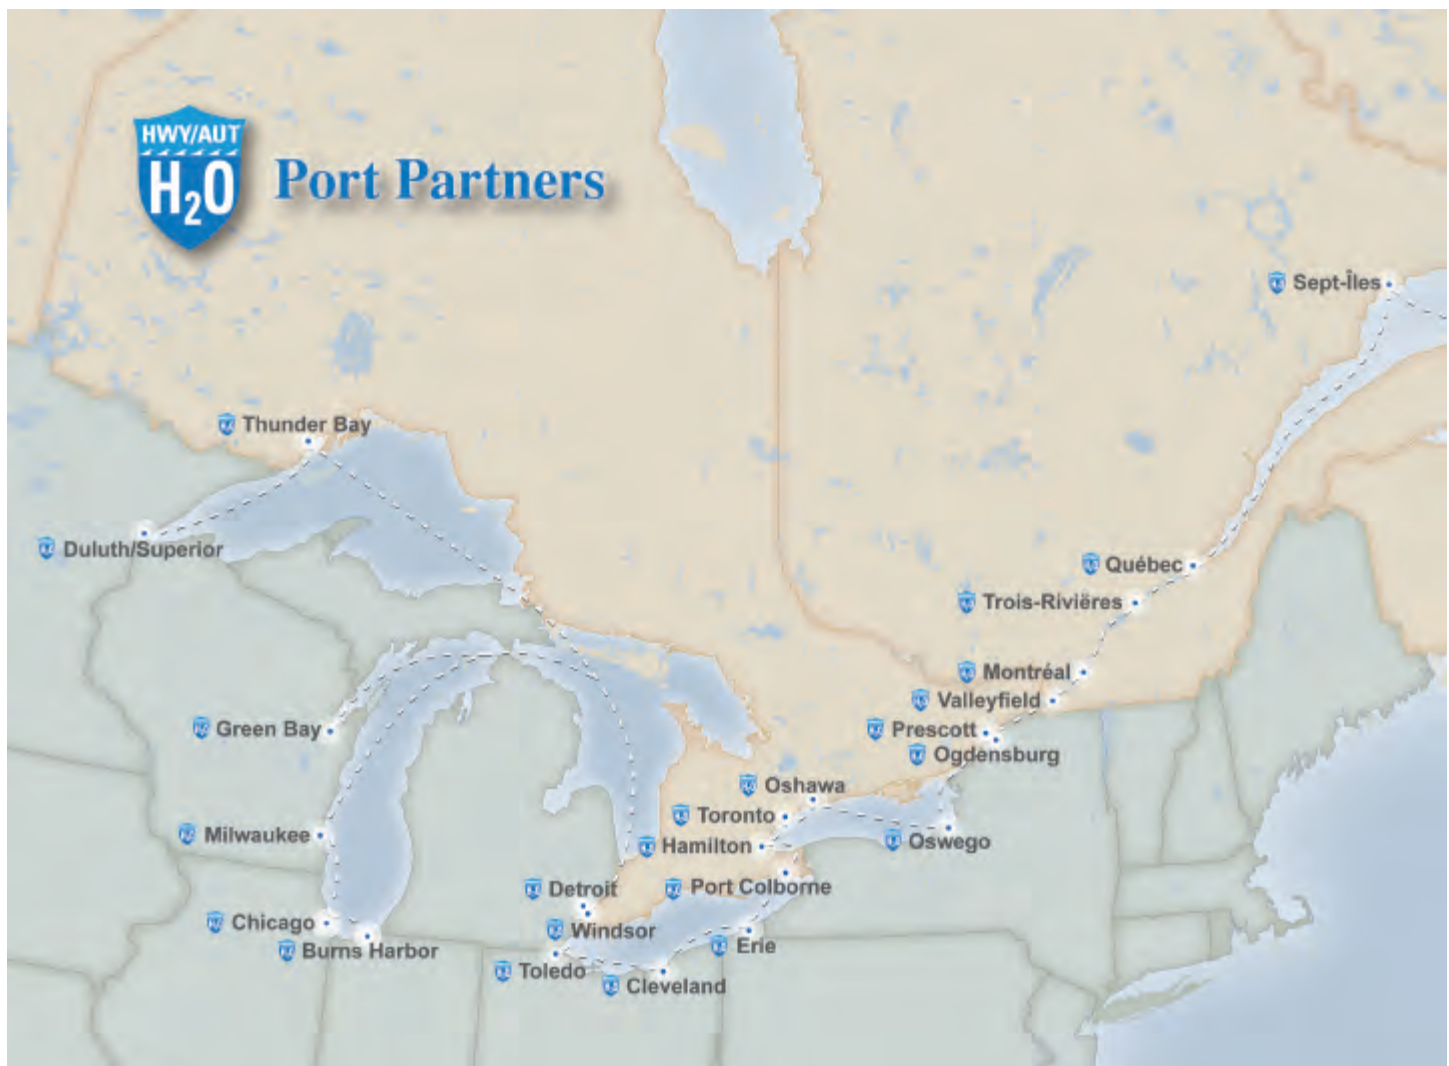 HWY/AUT
H2O
Port Partners
Sept-Îles
Thunder Bay
Duluth/Superior
Québec
Trois-Rivières
Montréal
Valleyfield
Green Bay
Prescott
Ogdensburg
Oshawa
Toronto
Milwaukee
Hamilton
Oswego
Detroit
Port Colborne
Chicago
Windsor
Burns Harbor
Erie
Toledo
Cleveland